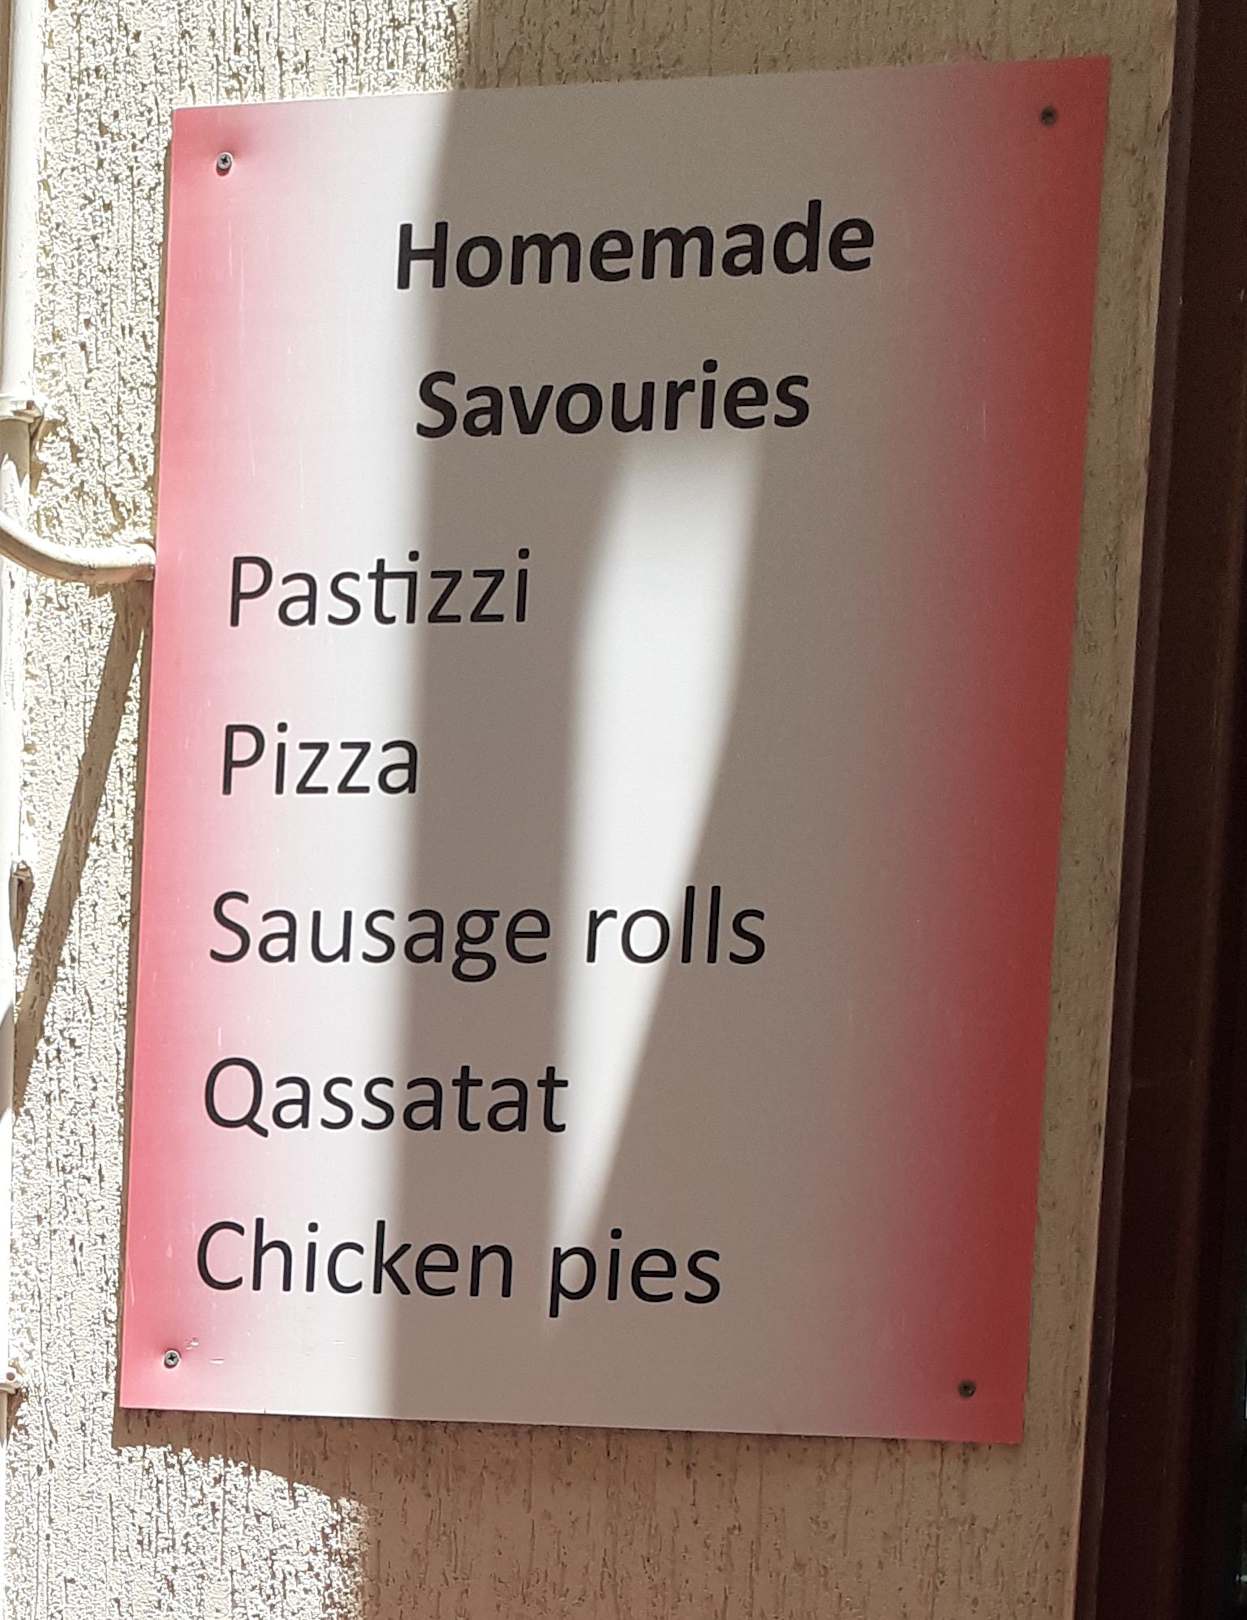 Homemade
Savouries
Pastizzi
Pizza
Sausage rolls
Qassatat
Chicken pies